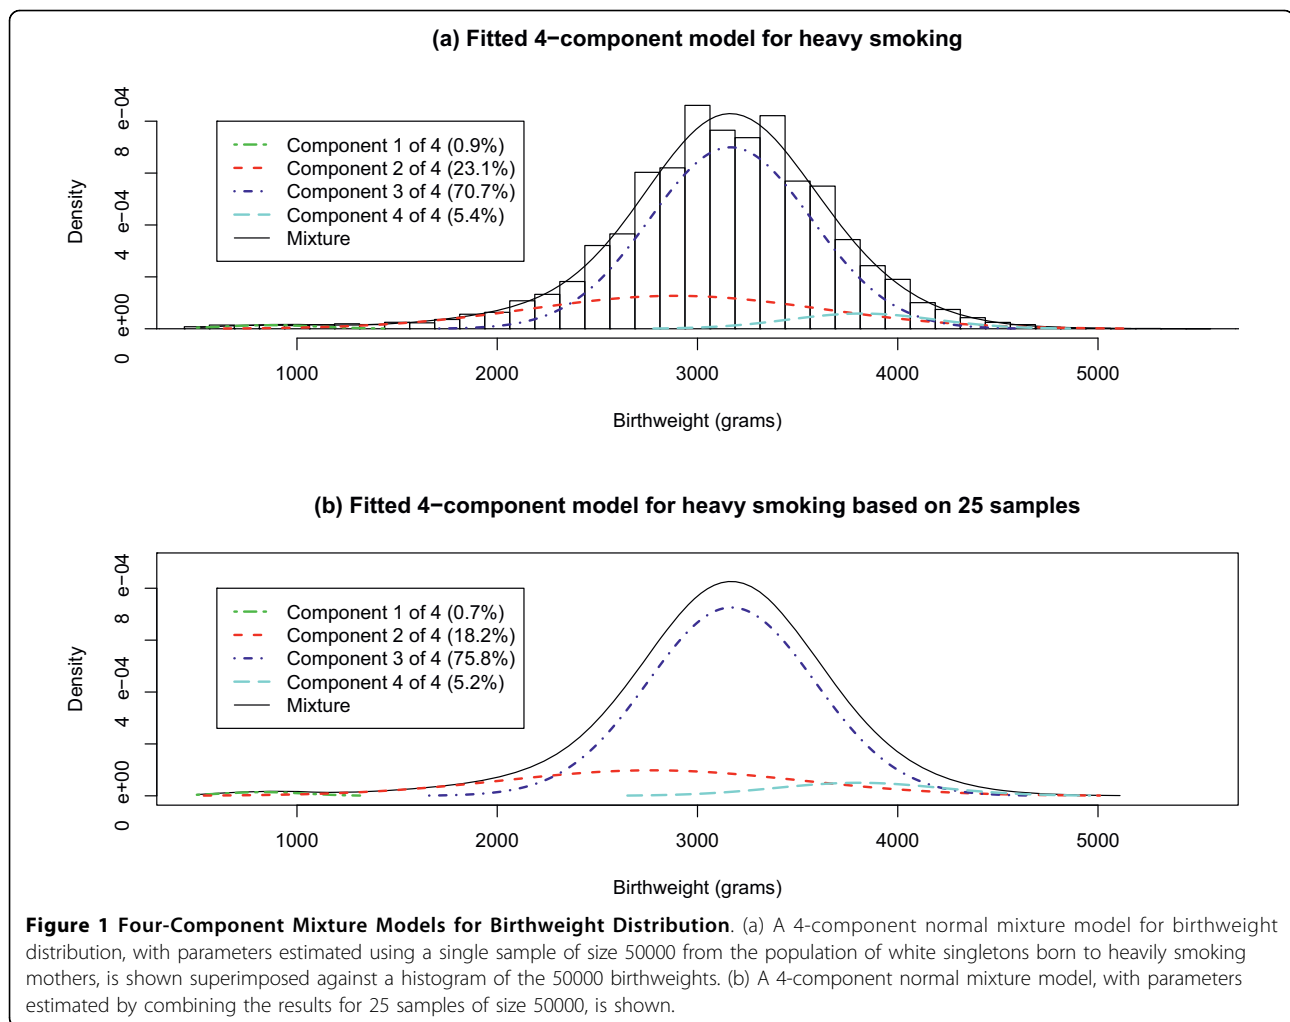 (a) Fitted 4−component model for heavy smoking
Density
0e+00 4e−04 8e−04
Component 1 of 4 (0.9%)
Component 2 of 4 (23.1%)
Component 3 of 4 (70.7%)
Component 4 of 4 (5.4%)
Mixture
1000 2000 3000 4000 5000
Birthweight (grams)
(b) Fitted 4−component model for heavy smoking based on 25 samples
Density
0e+00 4e−04 8e−04
Component 1 of 4 (0.7%)
Component 2 of 4 (18.2%)
Component 3 of 4 (75.8%)
Component 4 of 4 (5.2%)
Mixture
1000 2000 3000 4000 5000
Birthweight (grams)
Figure 1 Four-Component Mixture Models for Birthweight Distribution. (a) A 4-component normal mixture model for birthweight
distribution, with parameters estimated using a single sample of size 50000 from the population of white singletons born to heavily smoking
mothers, is shown superimposed against a histogram of the 50000 birthweights. (b) A 4-component normal mixture model, with parameters
estimated by combining the results for 25 samples of size 50000, is shown.